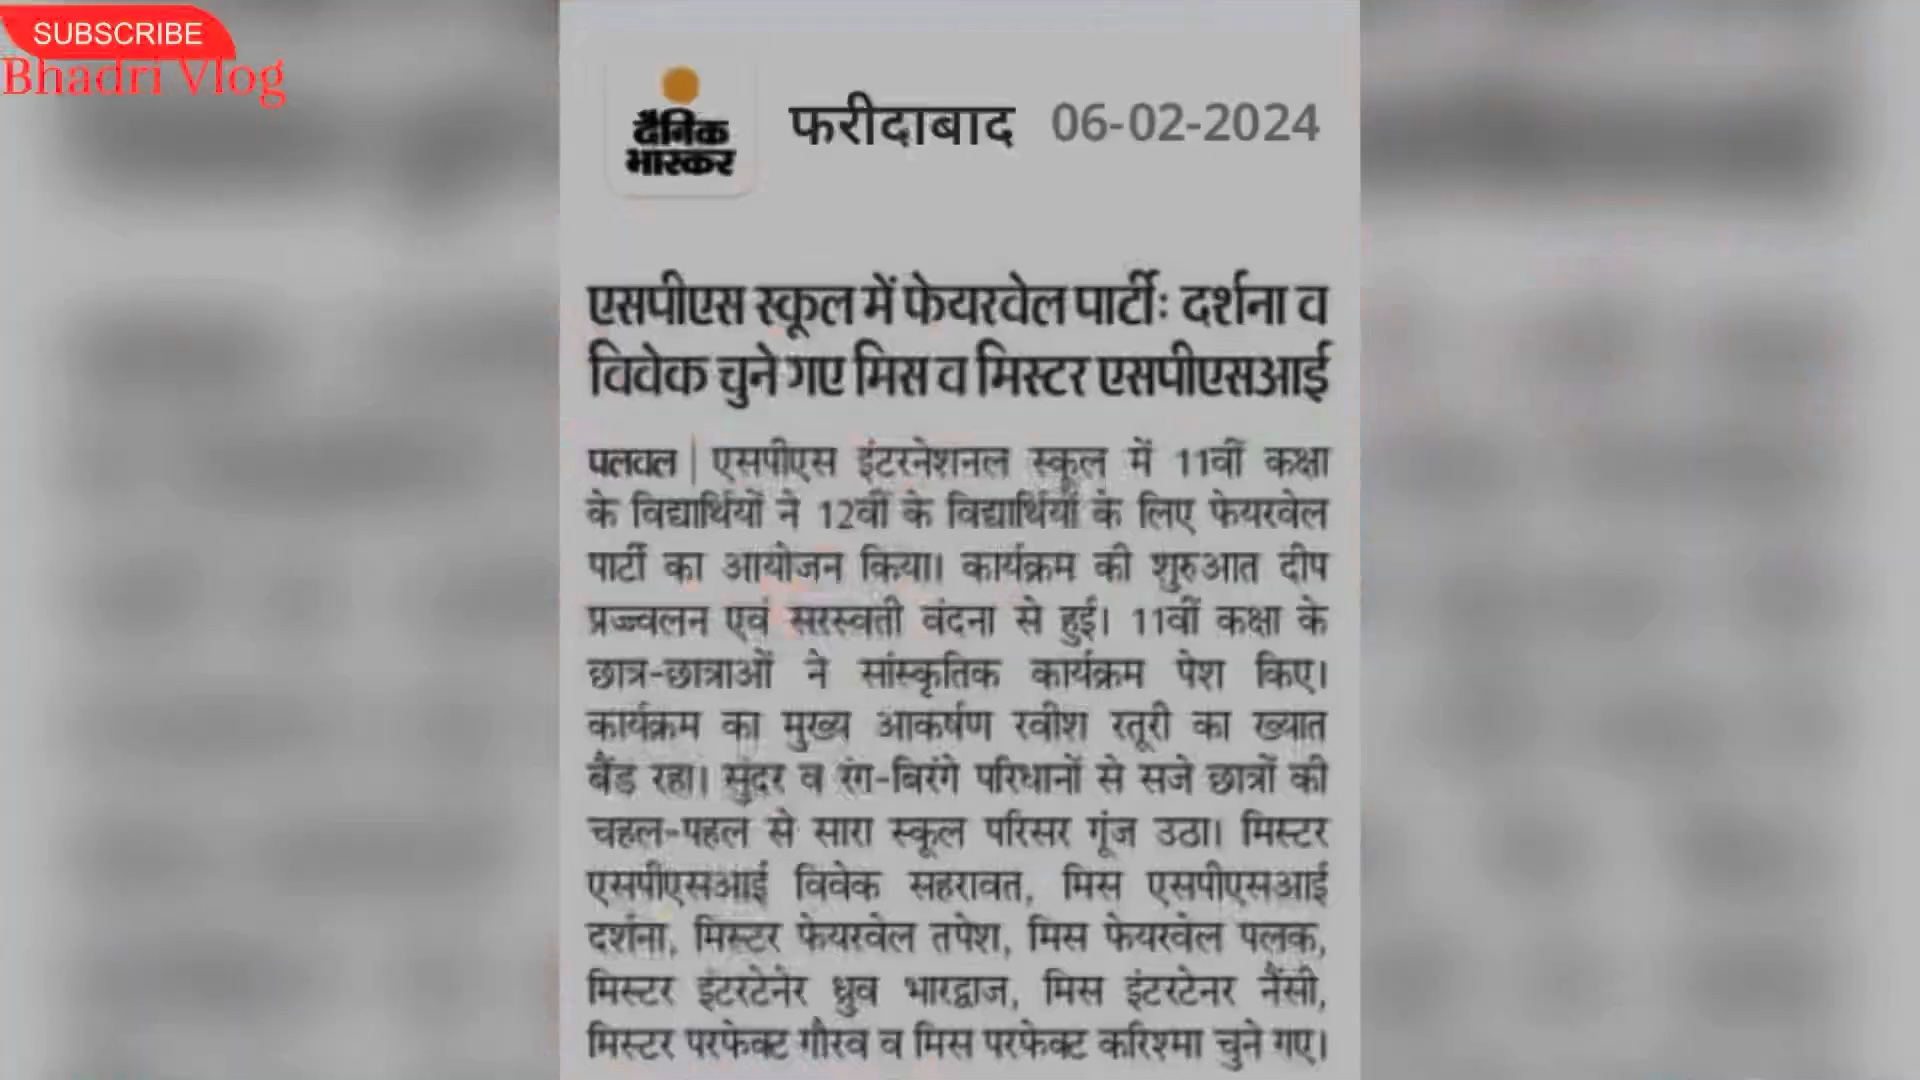 SUBSCRIBE
Bhadri Vlog
दैनिक
भास्कर
फरीदाबाद 06-02-2024
एसपीएस स्कूल में फेयरवेल पार्टीः दर्शना व
विवेक चुने गए मिस व मिस्टर एसपीएसआई
पलवल | एसपीएस इंटरनेशनल स्कूल में 11वीं कक्षा
के विद्यार्थियों ने 12वीं के विद्यार्थियों के लिए फेयरवेल
पार्टी का आयोजन किया। कार्यक्रम की शुरुआत दीप
प्रज्ज्वलन एवं सरस्वती वंदना से हुई। 11वीं कक्षा के
छात्र-छात्राओं ने सांस्कृतिक कार्यक्रम पेश किए।
कार्यक्रम का मुख्य आकर्षण रवीश रतूरी का ख्यात
बैंड रहा। सुंदर व रंग-बिरंगे परिधानों से सजे छात्रों की
चहल-पहल से सारा स्कूल परिसर गूंज उठा। मिस्टर
एसपीएसआई विवेक सहरावत, मिस एसपीएसआई
दर्शना, मिस्टर फेयरवेल तपेश, मिस फेयरवेल पलक,
मिस्टर इंटरटेनेर ध्रुव भारद्वाज, मिस इंटरटेनर नैंसी,
मिस्टर परफेक्ट गौरव व मिस परफेक्ट करिश्मा चुने गए।